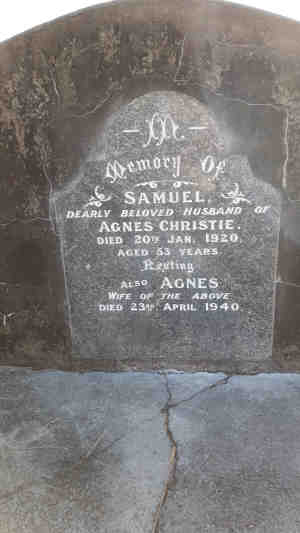 In
Memory Of
SAMUEL.
DEARLY BELOVED HUSBAND OF
AGNES CHRISTIE.
DIED 20TH JAN. 1920.
AGED 53 YEARS
Resting
ALSO AGNES
WIFE OF THE ABOVE
DIED 23RD. APRIL 1940.